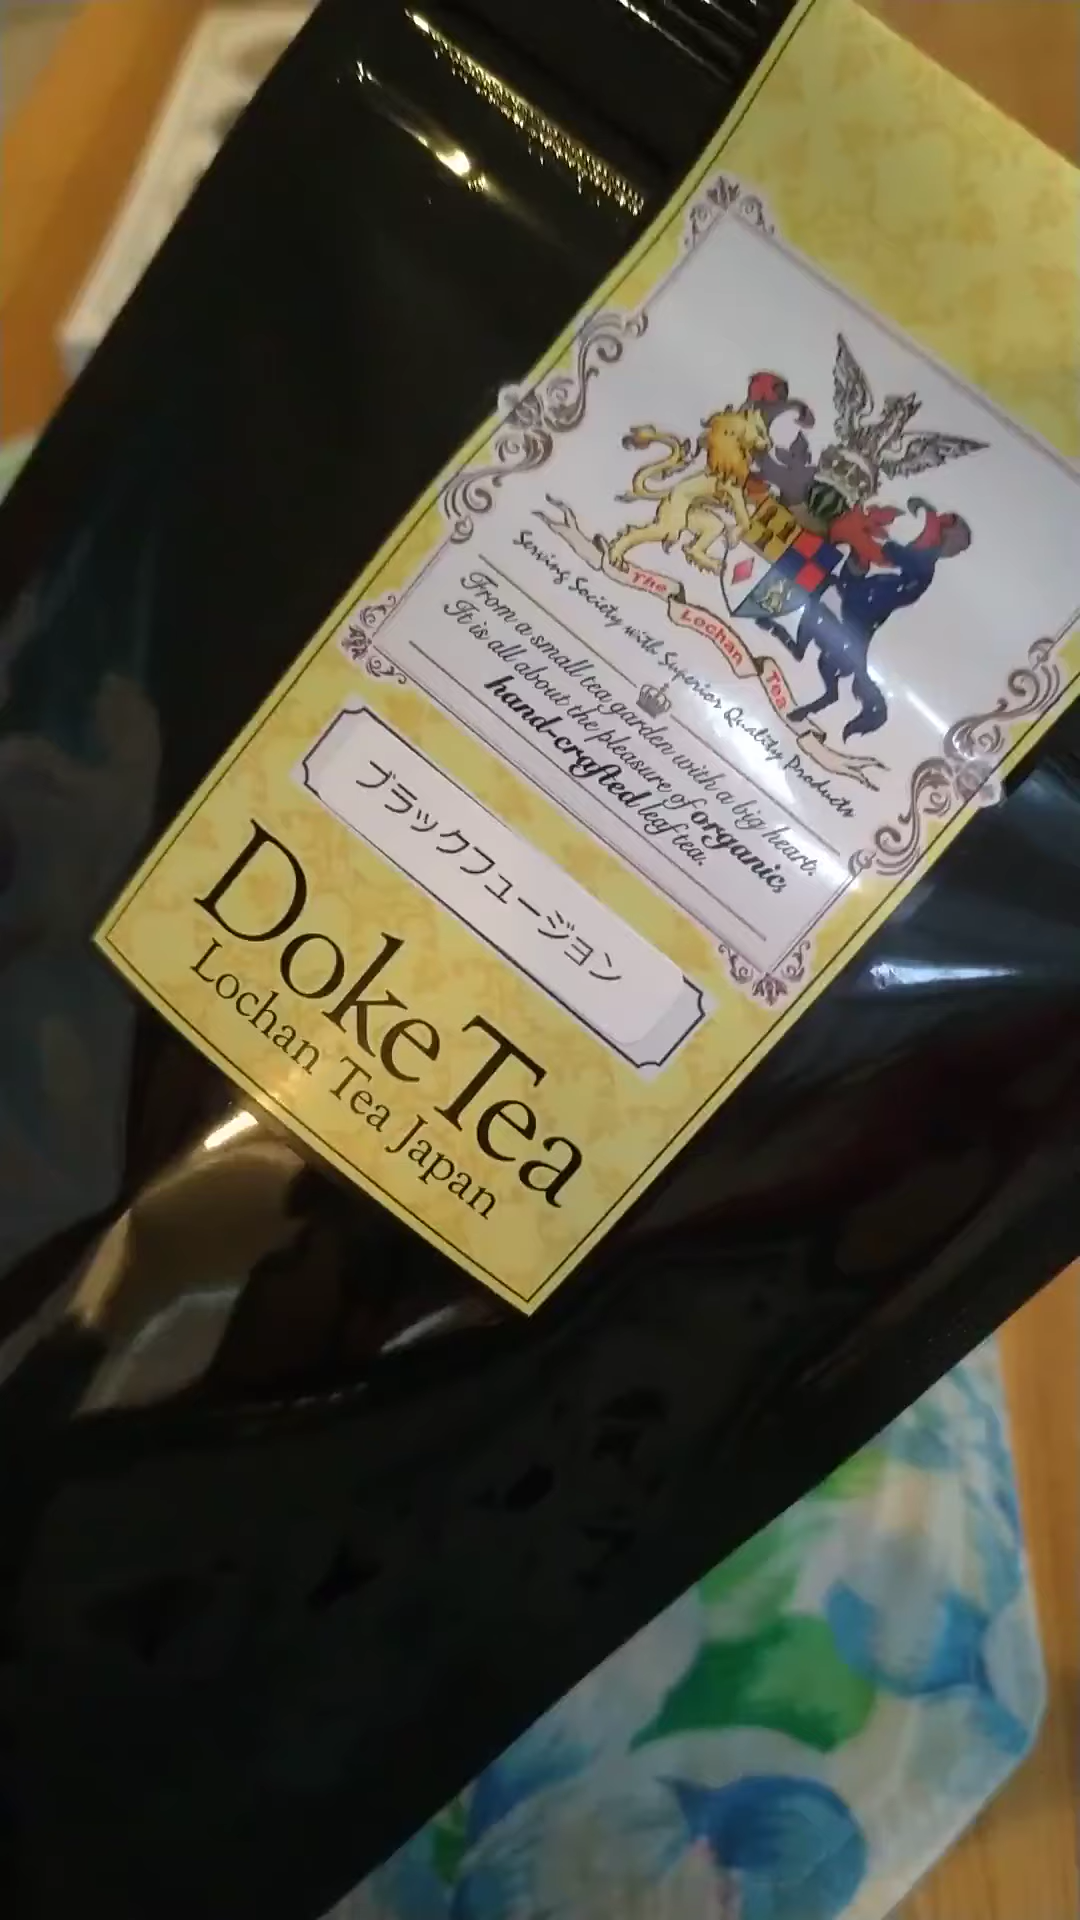 The Lochan Tea
Serving Society with Superior Quality Products
From a small tea garden with a big heart.
It is all about the pleasure of organic,
hand-crafted leaf tea.
ブラックフュージョン
Doke Tea
Lochan Tea Japan